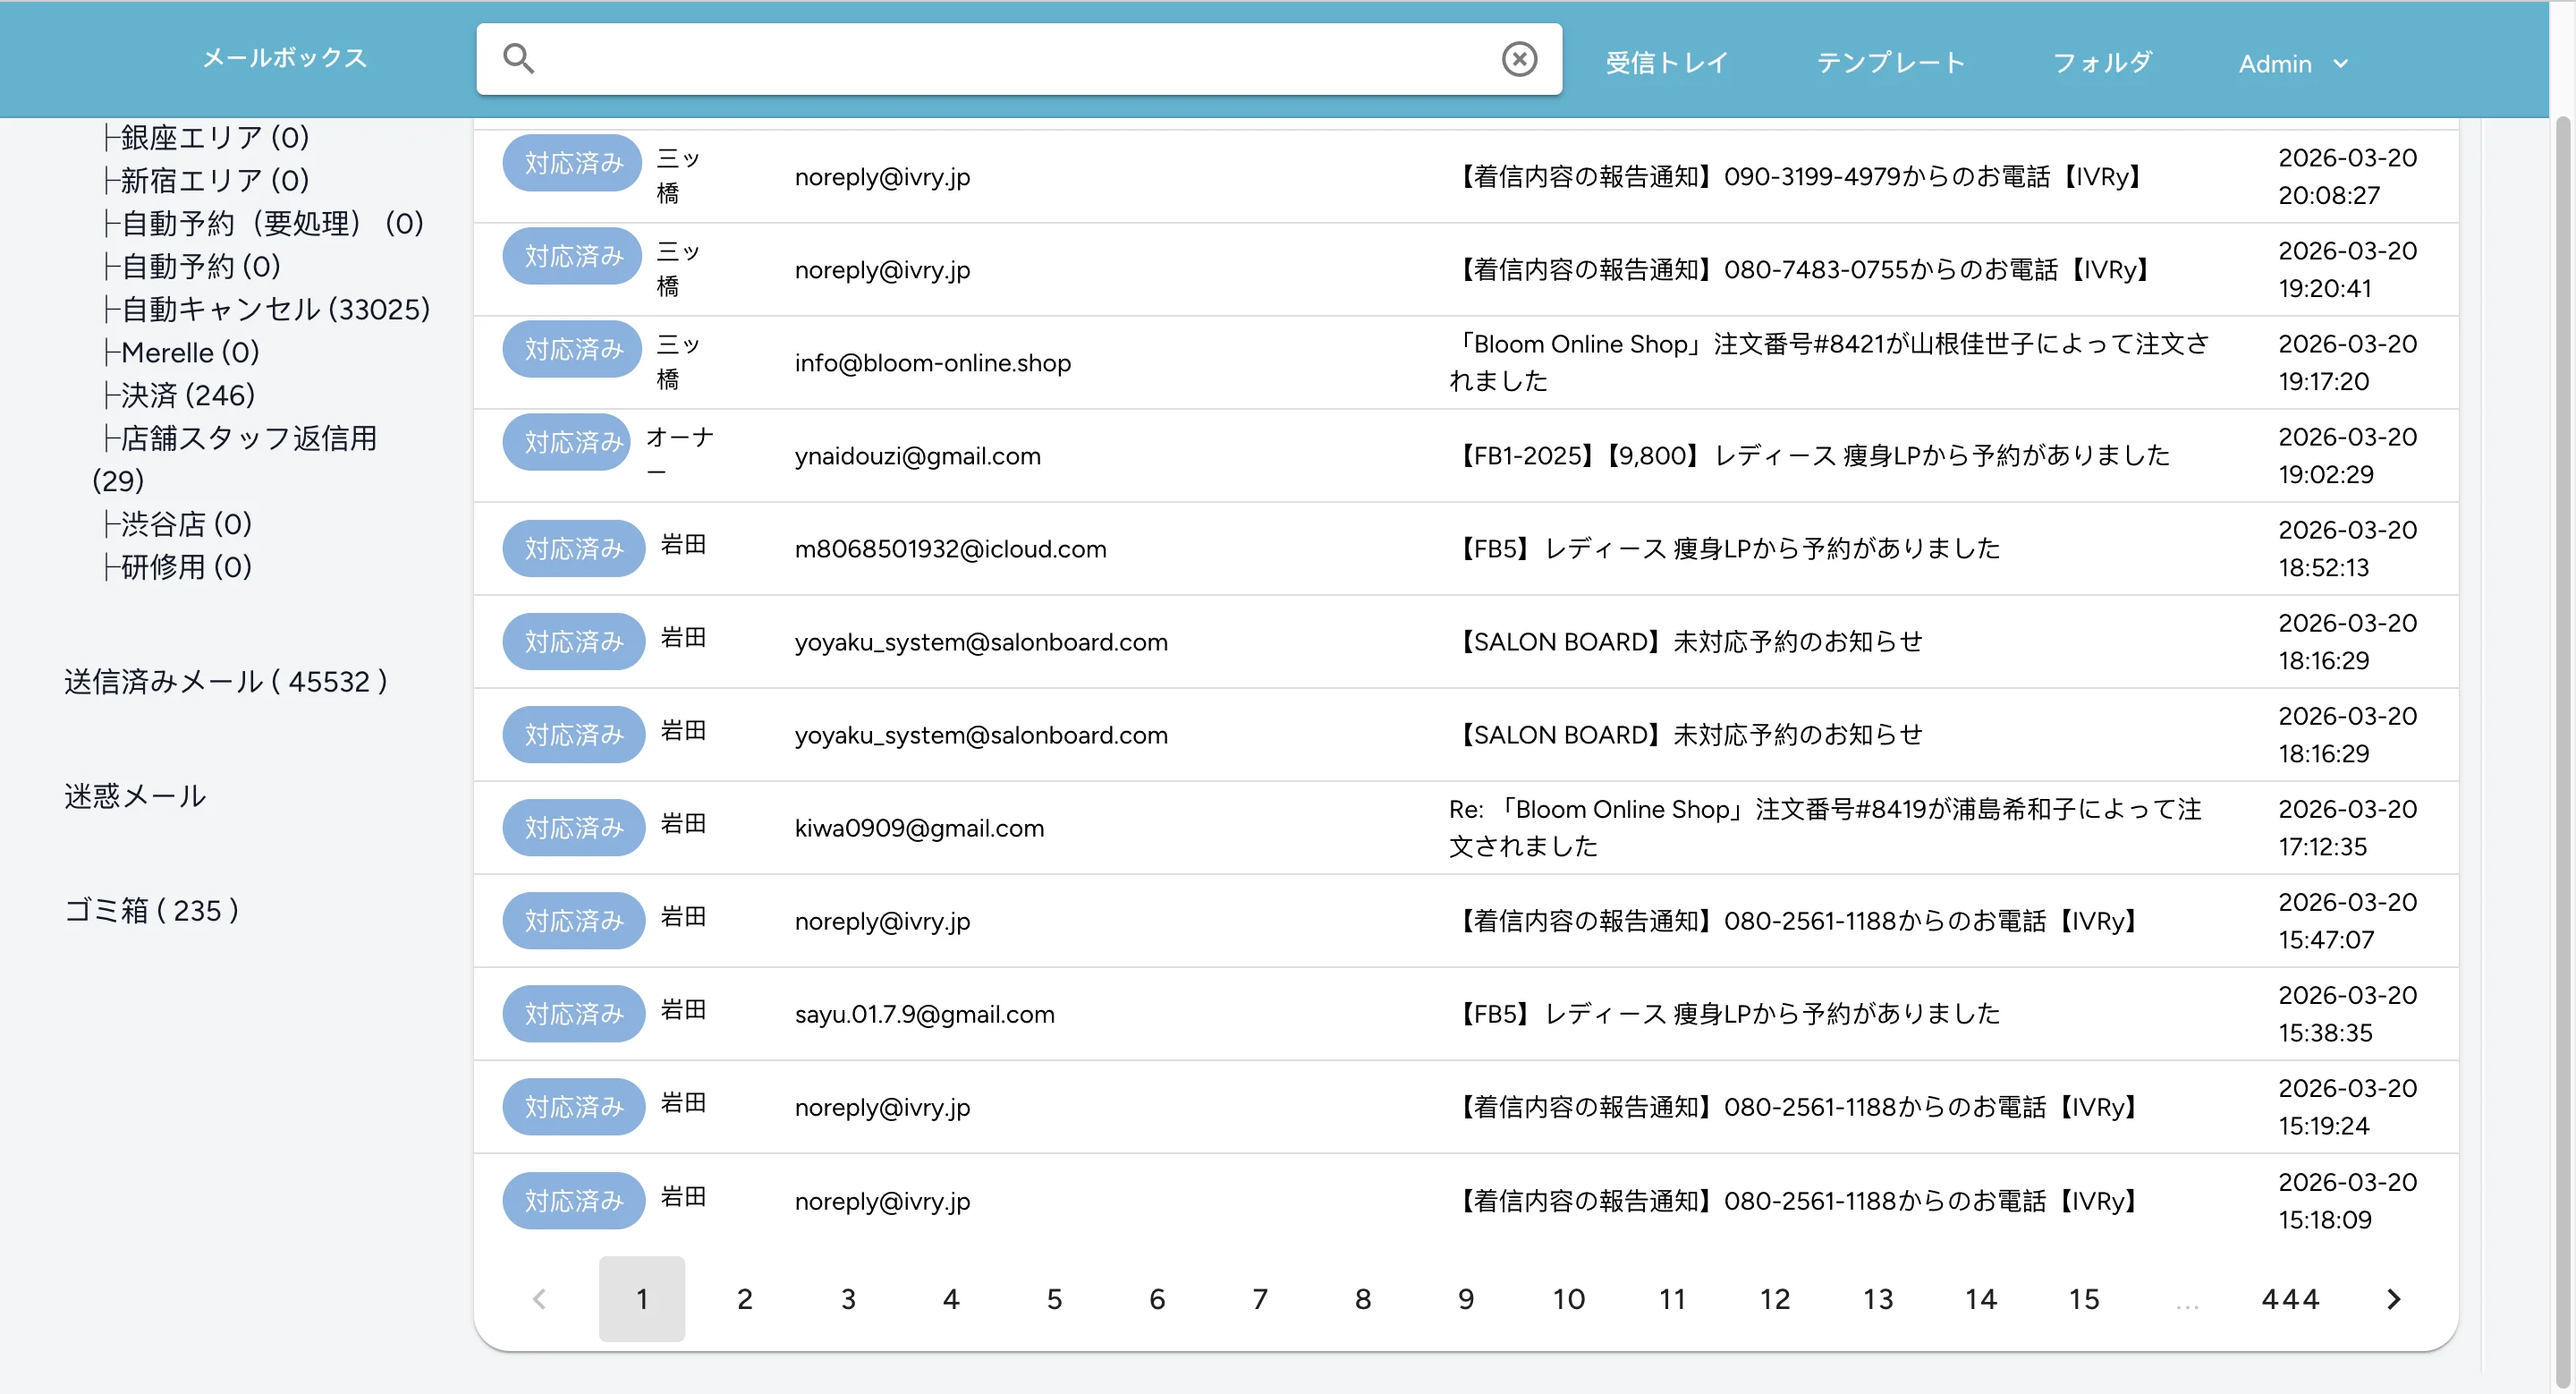 メールボックス
受信トレイ
テンプレート
フォルダ
Admin
├銀座エリア (0)
├新宿エリア (0)
├自動予約（要処理） (0)
├自動予約 (0)
├自動キャンセル (33025)
├Merelle (0)
├決済 (246)
├店舗スタッフ返信用
(29)
├渋谷店 (0)
├研修用 (0)
送信済みメール ( 45532 )
迷惑メール
ゴミ箱 ( 235 )
対応済み 三ッ
橋
noreply@ivry.jp
【着信内容の報告通知】090-3199-4979からのお電話【IVRy】
2026-03-20
20:08:27
対応済み 三ッ
橋
noreply@ivry.jp
【着信内容の報告通知】080-7483-0755からのお電話【IVRy】
2026-03-20
19:20:41
対応済み 三ッ
橋
info@bloom-online.shop
「Bloom Online Shop」注文番号#8421が山根佳世子によって注文さ
れました
2026-03-20
19:17:20
対応済み オーナ
ー
ynaidouzi@gmail.com
【FB1-2025】【9,800】レディース 痩身LPから予約がありました
2026-03-20
19:02:29
対応済み 岩田
m8068501932@icloud.com
【FB5】レディース 痩身LPから予約がありました
2026-03-20
18:52:13
対応済み 岩田
yoyaku_system@salonboard.com
【SALON BOARD】未対応予約のお知らせ
2026-03-20
18:16:29
対応済み 岩田
yoyaku_system@salonboard.com
【SALON BOARD】未対応予約のお知らせ
2026-03-20
18:16:29
対応済み 岩田
kiwa0909@gmail.com
Re: 「Bloom Online Shop」注文番号#8419が浦島希和子によって注
文されました
2026-03-20
17:12:35
対応済み 岩田
noreply@ivry.jp
【着信内容の報告通知】080-2561-1188からのお電話【IVRy】
2026-03-20
15:47:07
対応済み 岩田
sayu.01.7.9@gmail.com
【FB5】レディース 痩身LPから予約がありました
2026-03-20
15:38:35
対応済み 岩田
noreply@ivry.jp
【着信内容の報告通知】080-2561-1188からのお電話【IVRy】
2026-03-20
15:19:24
対応済み 岩田
noreply@ivry.jp
【着信内容の報告通知】080-2561-1188からのお電話【IVRy】
2026-03-20
15:18:09
1 2 3 4 5 6 7 8 9 10 11 12 13 14 15 ... 444